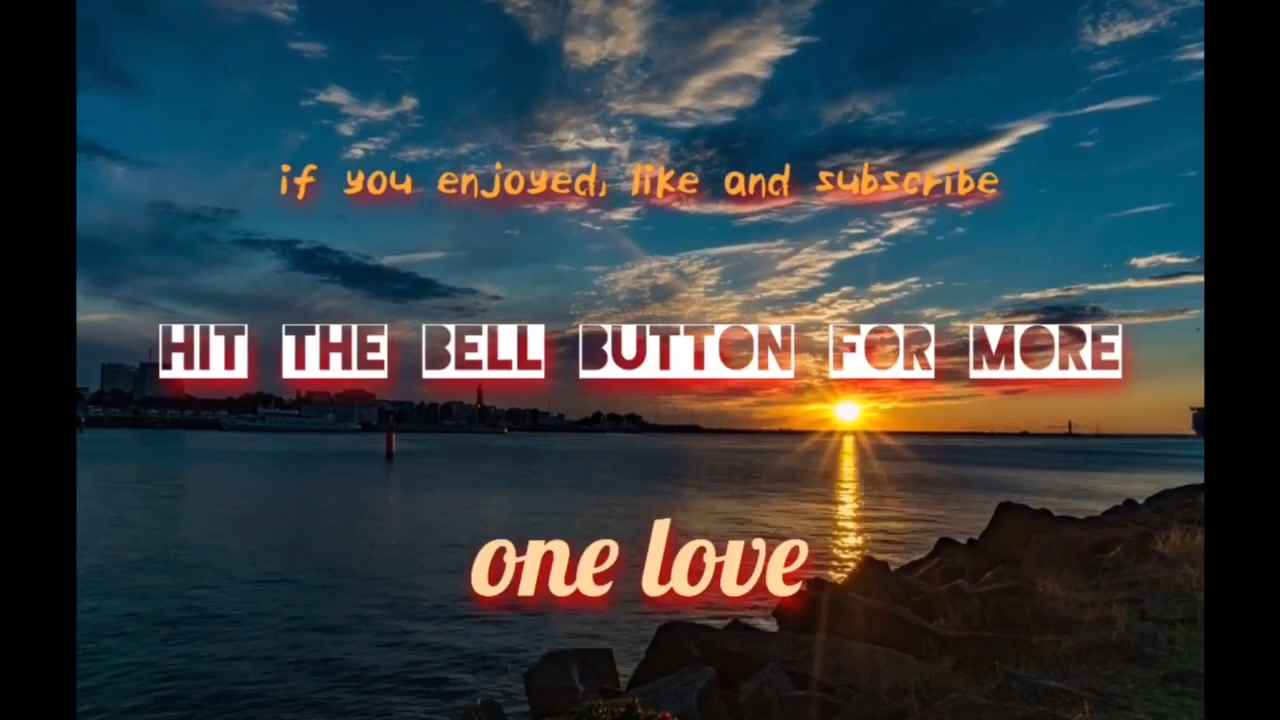 if you enjoyed, like and subscribe
HIT THE BELL BUTTON FOR MORE
one love